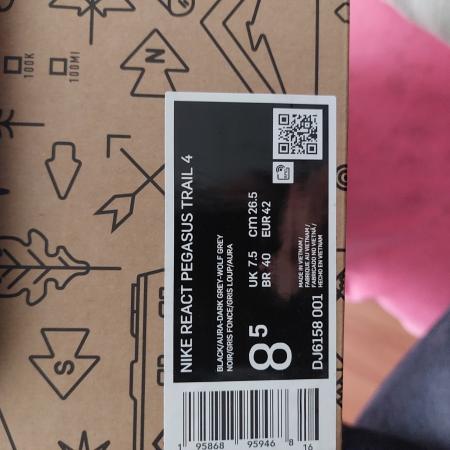 100K
100MI
N
S
NIKE REACT PEGASUS TRAIL 4
BLACK/AURA-DARK GREY-WOLF GREY
NOIR/GRIS FONCE/GRIS LOUP/AURA
8 5
UK 7.5 cm 26.5
BR 40 EUR 42
MADE IN VIETNAM /
FABRIQUÉ AU VIETNAM /
FABRICADO NO VIETNÃ /
HECHO EN VIETNAM
DJ6158 001
1 95868 95946 8 16